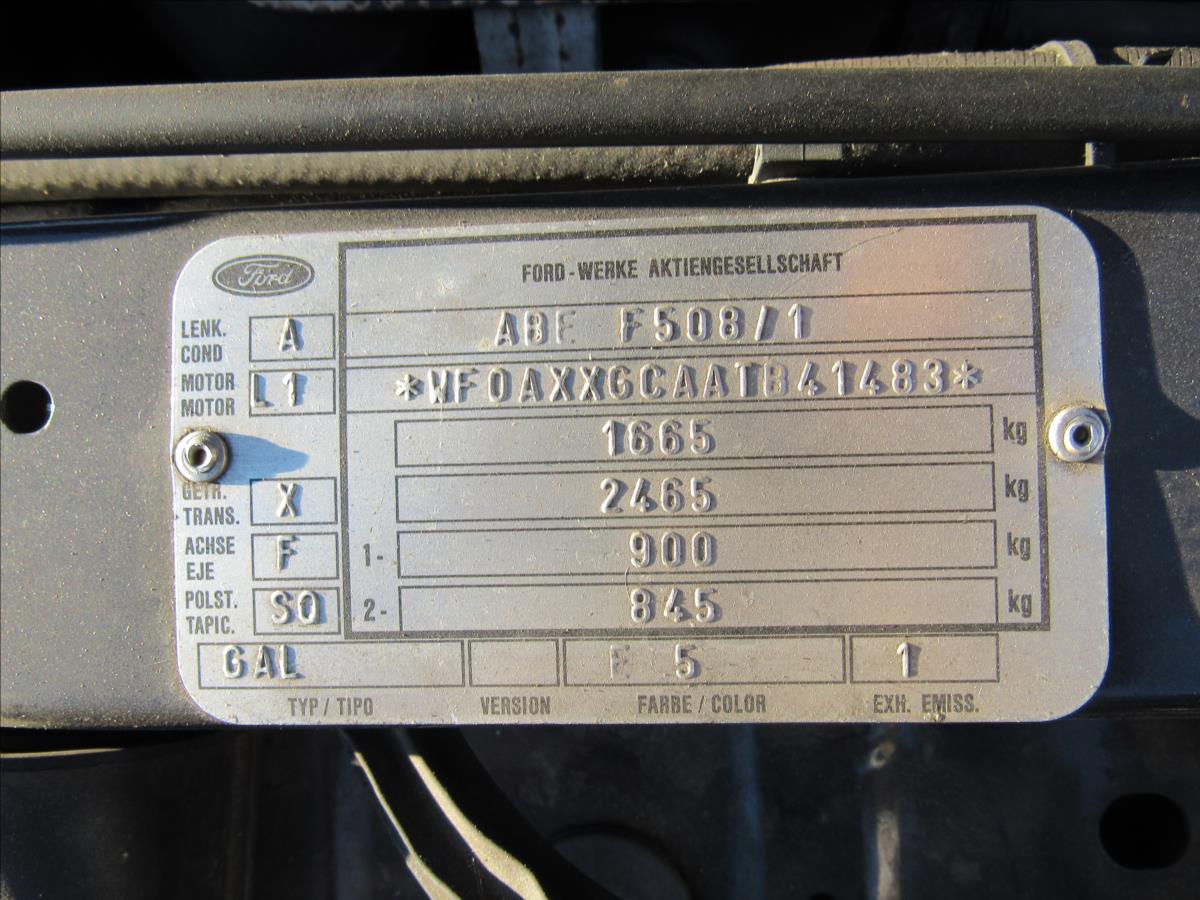 Ford
FORD-WERKE AKTIENGESELLSCHAFT
LENK.
COND
A
ABF F508/1
MOTOR
MOTOR
L1
*WF0AXXGCAATB41483*
1665 kg
GETR.
TRANS.
X
2465 kg
ACHSE
EJE
F
1- 900 kg
POLST.
TAPIC.
SQ
2- 845 kg
GAL
F 5
1
TYP / TIPO
VERSION
FARBE / COLOR
EXH. EMISS.